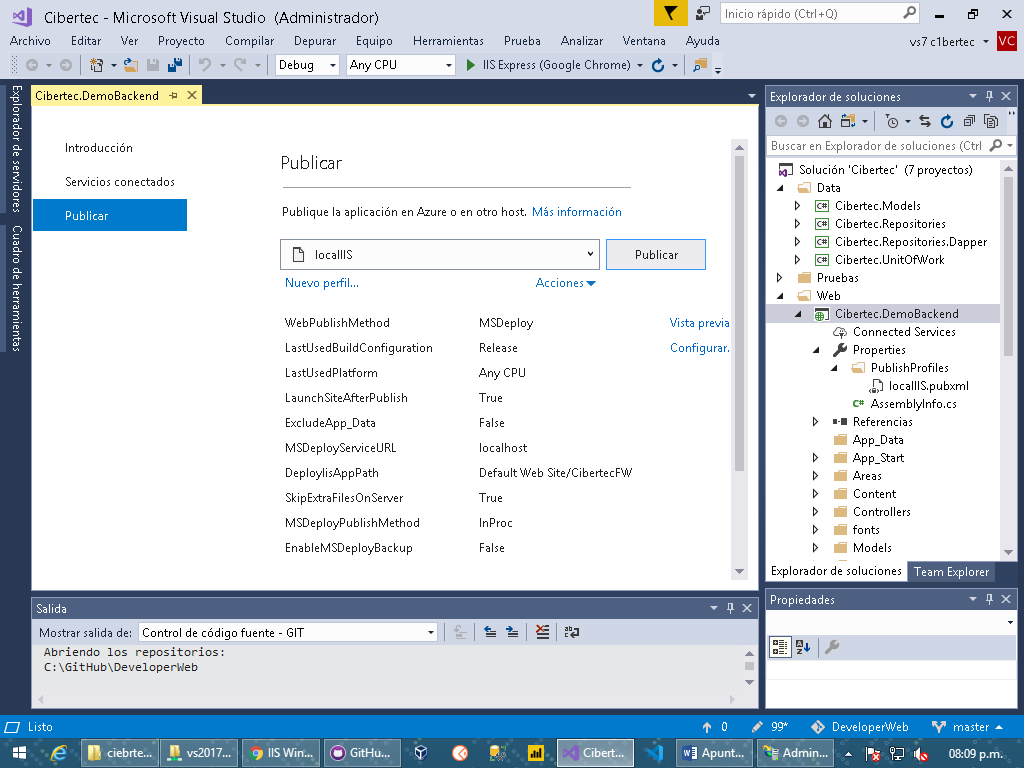 Cibertec - Microsoft Visual Studio (Administrador)
Inicio rápido (Ctrl+Q)
Archivo Editar Ver Proyecto Compilar Depurar Equipo Herramientas Prueba Analizar Ventana Ayuda
vs7 c1bertec VC
Debug Any CPU IIS Express (Google Chrome)
Explorador de servidores
Cuadro de herramientas
Cibertec.DemoBackend
Introducción
Servicios conectados
Publicar
Publicar
Publique la aplicación en Azure o en otro host. Más información
localIIS
Publicar
Nuevo perfil...
Acciones
WebPublishMethod MSDeploy Vista previa
LastUsedBuildConfiguration Release Configurar.
LastUsedPlatform Any CPU
LaunchSiteAfterPublish True
ExcludeApp_Data False
MSDeployServiceURL localhost
DeployIisAppPath Default Web Site/CibertecFW
SkipExtraFilesOnServer True
MSDeployPublishMethod InProc
EnableMSDeployBackup False
Explorador de soluciones
Buscar en Explorador de soluciones (Ctrl
Solución 'Cibertec' (7 proyectos)
Data
C# Cibertec.Models
C# Cibertec.Repositories
C# Cibertec.Repositories.Dapper
C# Cibertec.UnitOfWork
Pruebas
Web
Cibertec.DemoBackend
Connected Services
Properties
PublishProfiles
localIIS.pubxml
C# AssemblyInfo.cs
Referencias
App_Data
App_Start
Areas
Content
Controllers
fonts
Models
Explorador de soluciones Team Explorer
Propiedades
Salida
Mostrar salida de: Control de código fuente - GIT
Abriendo los repositorios:
C:\GitHub\DeveloperWeb
Listo
0 99* DeveloperWeb master
ciebrte... vs2017... IIS Win... GitHu... Cibert... Apunt... Admin... 08:09 p.m.